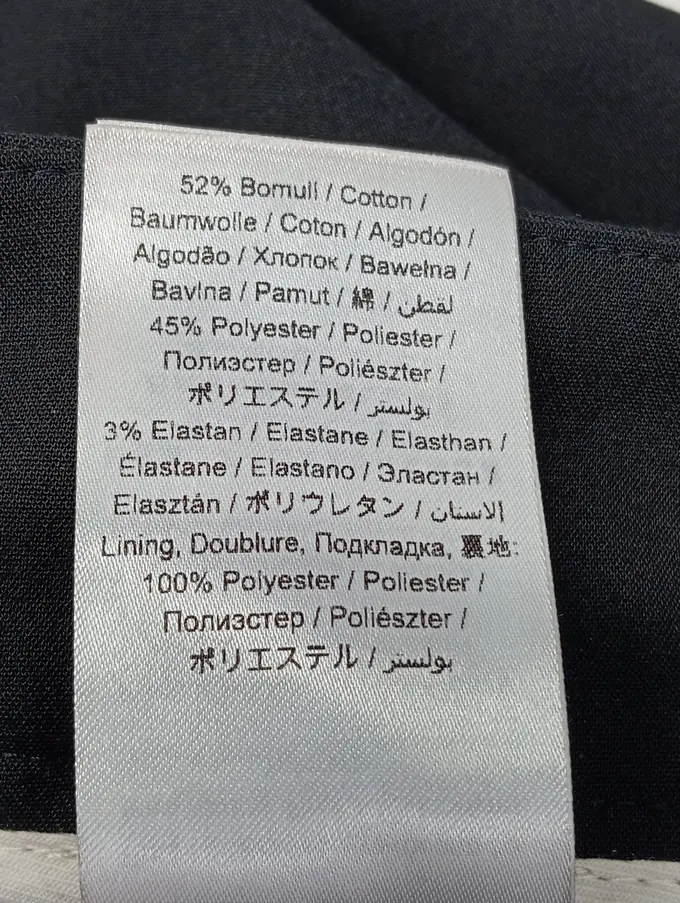 52% Bomull / Cotton /
Baumwolle / Coton / Algodón /
Algodão / Хлопок / Bawełna /
Bavlna / Pamut / 綿 / لقطن
45% Polyester / Poliester /
Полиэстер / Poliészter /
ポリエステル / بولستر
3% Elastan / Elastane / Elasthan /
Élastane / Elastano / Эластан /
Elasztán / ポリウレタン / الاستان
Lining, Doublure, Подкладка, 裏地:
100% Polyester / Poliester /
Полиэстер / Poliészter /
ポリエステル / بولستر